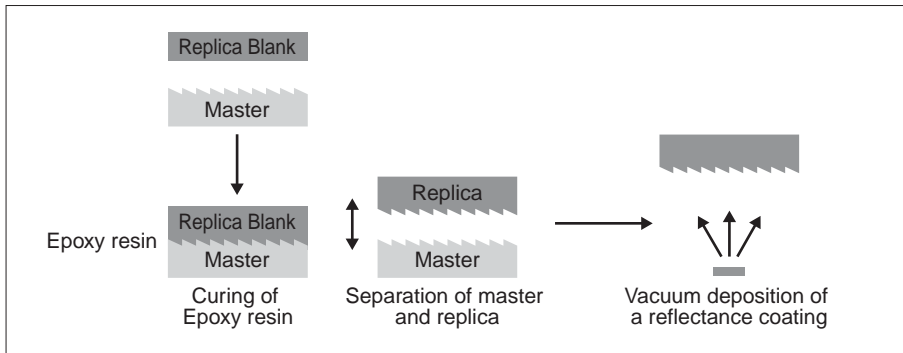 Replica Blank
Master
Epoxy resin
Replica Blank
Master
Curing of
Epoxy resin
Replica
Master
Separation of master
and replica
Vacuum deposition of
a reflectance coating